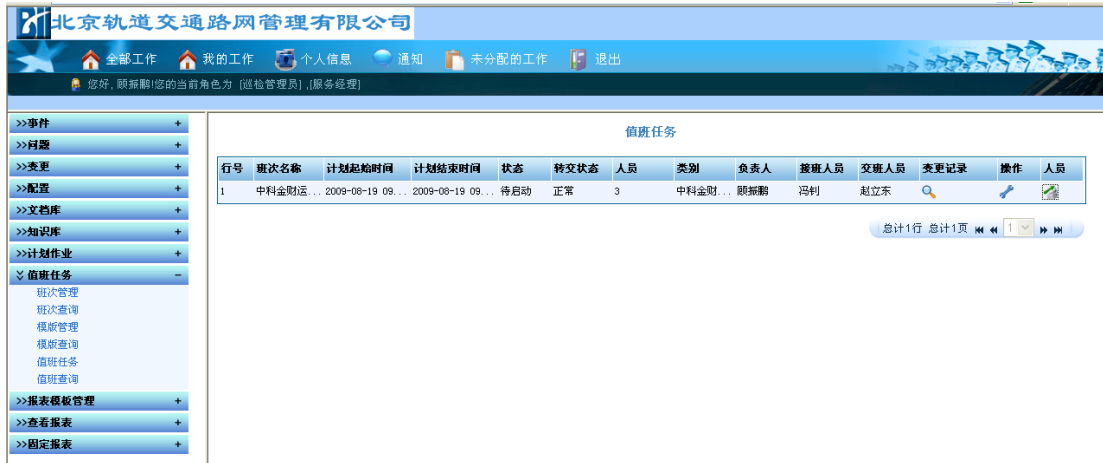 北京轨道交通路网管理有限公司
全部工作 我的工作 个人信息 通知 未分配的工作 退出
您好,顾振鹏!您的当前角色为 [巡检管理员],[服务经理]
>>事件 +
>>问题 +
>>变更 +
>>配置 +
>>文档库 +
>>知识库 +
>>计划作业 +
值班任务 -
班次管理
班次查询
模版管理
模版查询
值班任务
值班查询
>>报表模板管理 +
>>查看报表 +
>>固定报表 +
值班任务
行号 班次名称 计划起始时间 计划结束时间 状态 转交状态 人员 类别 负责人 接班人员 交班人员 变更记录 操作 人员
1 中科金财运... 2009-08-19 09... 2009-08-19 09... 待启动 正常 3 中科金财... 顾振鹏 冯钊 赵立东
总计1行 总计1页 1